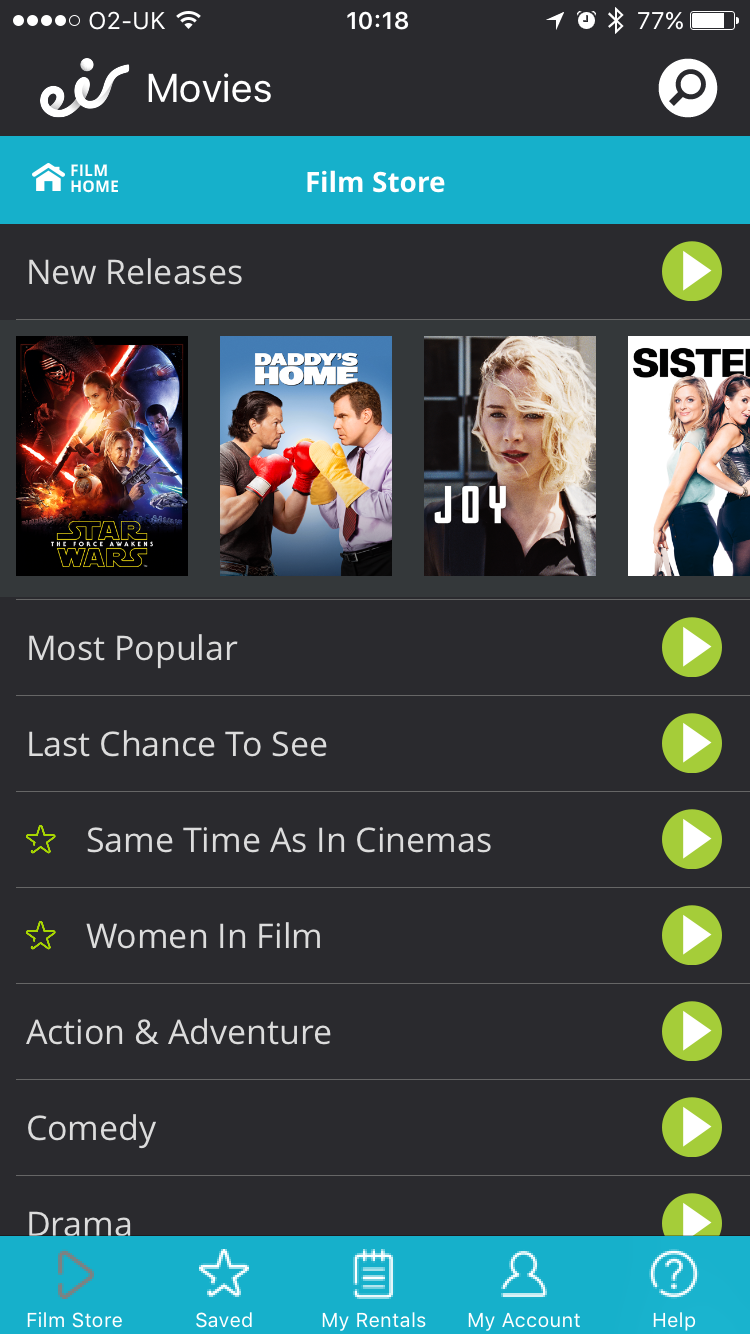 O2-UK
10:18
77%
eir Movies
FILM
HOME
Film Store
New Releases
STAR
THE FORCE AWAKENS
WARS
DADDY'S
HOME
JOY
Most Popular
Last Chance To See
Same Time As In Cinemas
Women In Film
Action & Adventure
Comedy
Drama
Film Store
Saved
My Rentals
My Account
Help